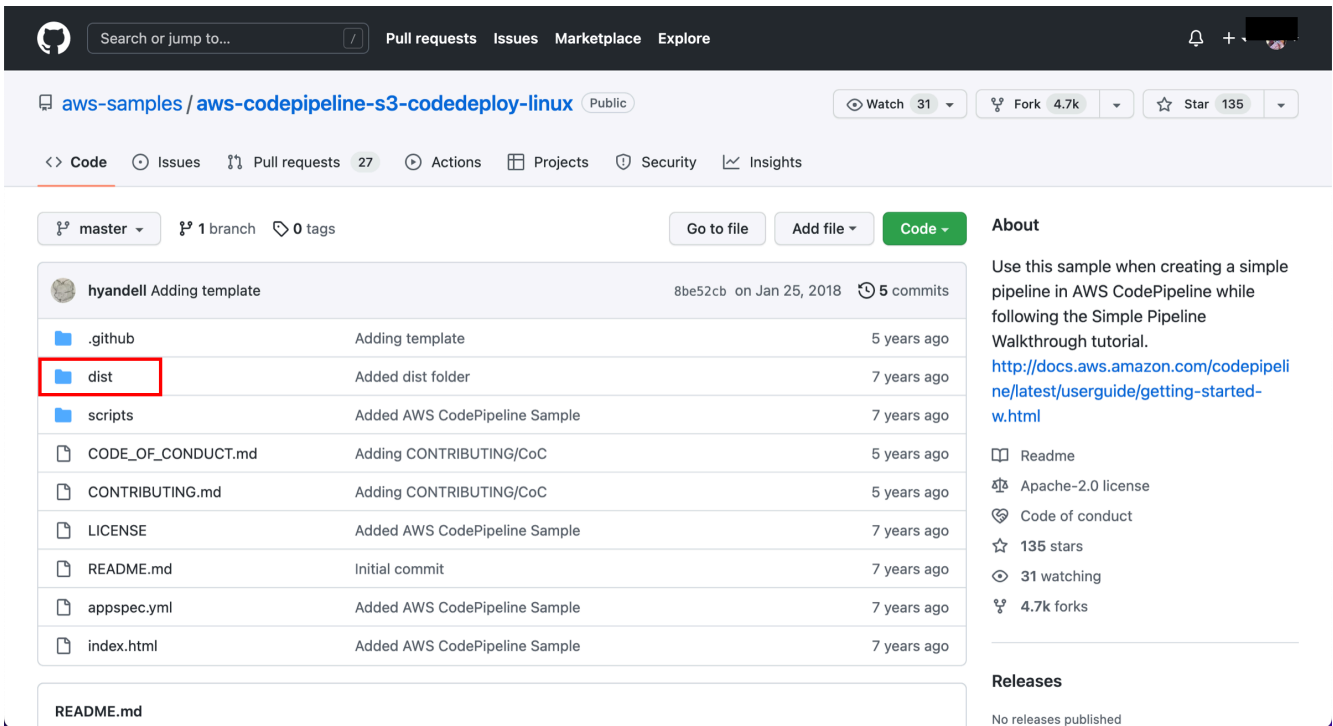 Search or jump to... / Pull requests Issues Marketplace Explore
aws-samples / aws-codepipeline-s3-codedeploy-linux Public Watch 31 Fork 4.7k Star 135
Code Issues Pull requests 27 Actions Projects Security Insights
master 1 branch 0 tags Go to file Add file Code
hyandell Adding template 8be52cb on Jan 25, 2018 5 commits
.github Adding template 5 years ago
dist Added dist folder 7 years ago
scripts Added AWS CodePipeline Sample 7 years ago
CODE_OF_CONDUCT.md Adding CONTRIBUTING/CoC 5 years ago
CONTRIBUTING.md Adding CONTRIBUTING/CoC 5 years ago
LICENSE Added AWS CodePipeline Sample 7 years ago
README.md Initial commit 7 years ago
appspec.yml Added AWS CodePipeline Sample 7 years ago
index.html Added AWS CodePipeline Sample 7 years ago
README.md
About
Use this sample when creating a simple
pipeline in AWS CodePipeline while
following the Simple Pipeline
Walkthrough tutorial.
http://docs.aws.amazon.com/codepipeli
ne/latest/userguide/getting-started-
w.html
Readme
Apache-2.0 license
Code of conduct
135 stars
31 watching
4.7k forks
Releases
No releases published